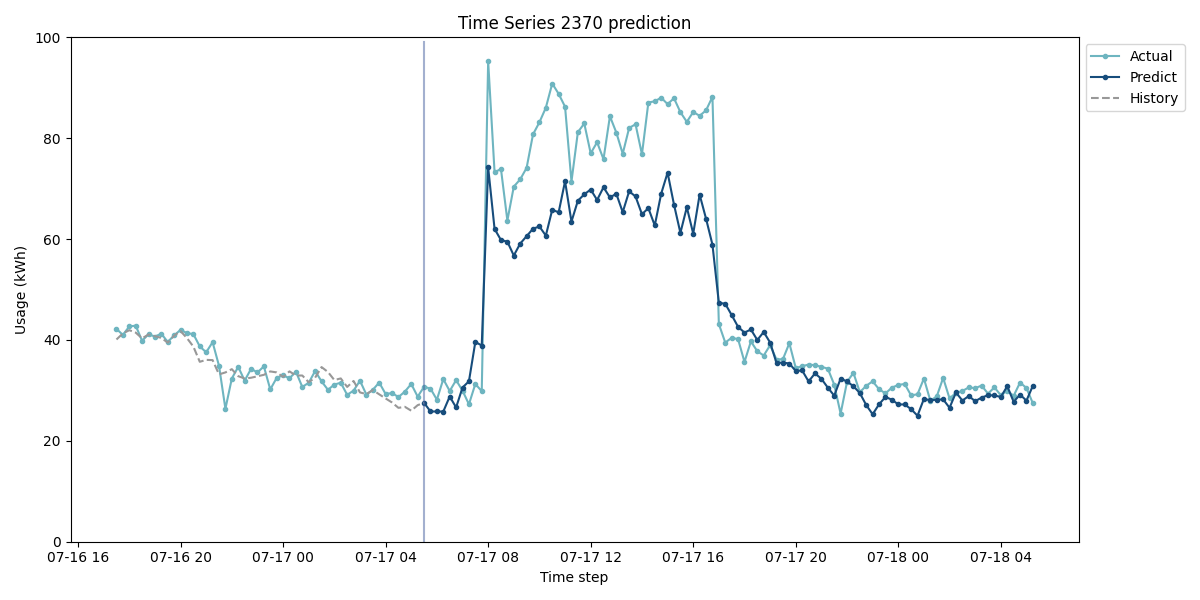 Time Series 2370 prediction
Usage (kWh)
100
80
60
40
20
0
07-16 16
07-16 20
07-17 00
07-17 04
07-17 08
07-17 12
07-17 16
07-17 20
07-18 00
07-18 04
Time step
Actual
Predict
History